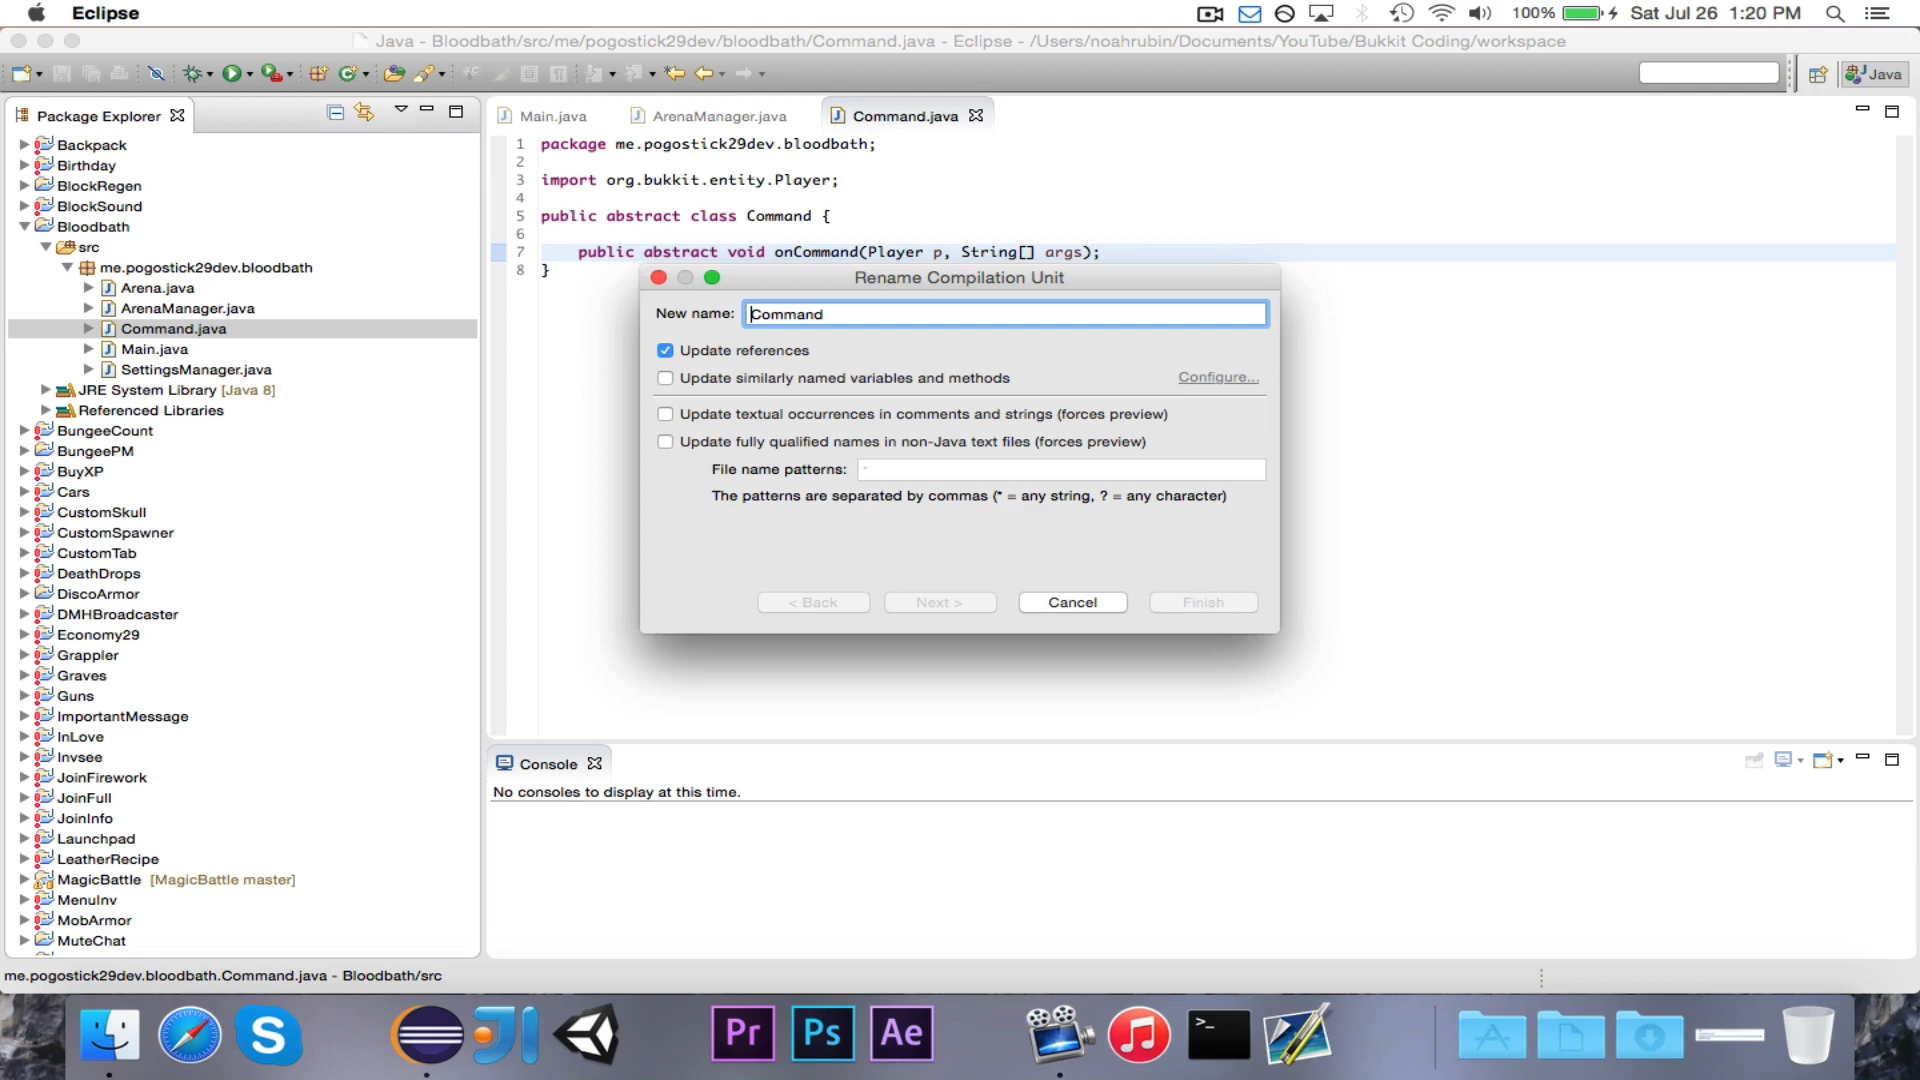 Eclipse
100%
Sat Jul 26 1:20 PM
Java - Bloodbath/src/me/pogostick29dev/bloodbath/Command.java - Eclipse - /Users/noahrubin/Documents/YouTube/Bukkit Coding/workspace
Java
Package Explorer
Backpack
Birthday
BlockRegen
BlockSound
Bloodbath
src
me.pogostick29dev.bloodbath
Arena.java
ArenaManager.java
Command.java
Main.java
SettingsManager.java
JRE System Library [Java 8]
Referenced Libraries
BungeeCount
BungeePM
BuyXP
Cars
CustomSkull
CustomSpawner
CustomTab
DeathDrops
DiscoArmor
DMHBroadcaster
Economy29
Grappler
Graves
Guns
ImportantMessage
InLove
Invsee
JoinFirework
JoinFull
JoinInfo
Launchpad
LeatherRecipe
MagicBattle [MagicBattle master]
MenuInv
MobArmor
MuteChat
Main.java
ArenaManager.java
Command.java
1 package me.pogostick29dev.bloodbath;
2
3 import org.bukkit.entity.Player;
4
5 public abstract class Command {
6
7 public abstract void onCommand(Player p, String[] args);
8 }
Rename Compilation Unit
New name: Command
Update references
Update similarly named variables and methods
Configure...
Update textual occurrences in comments and strings (forces preview)
Update fully qualified names in non-Java text files (forces preview)
File name patterns: *
The patterns are separated by commas (* = any string, ? = any character)
< Back
Next >
Cancel
Finish
Console
No consoles to display at this time.
me.pogostick29dev.bloodbath.Command.java - Bloodbath/src
S
JI
Pr
Ps
Ae
>_